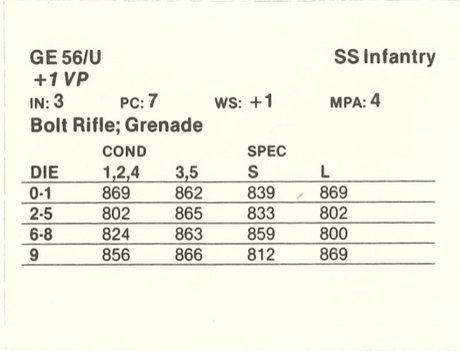 GE 56/U SS Infantry
+1 VP
IN: 3 PC: 7 WS: +1 MPA: 4
Bolt Rifle; Grenade
COND SPEC
DIE 1,2,4 3,5 S L
0-1 869 862 839 869
2-5 802 865 833 802
6-8 824 863 859 800
9 856 866 812 869